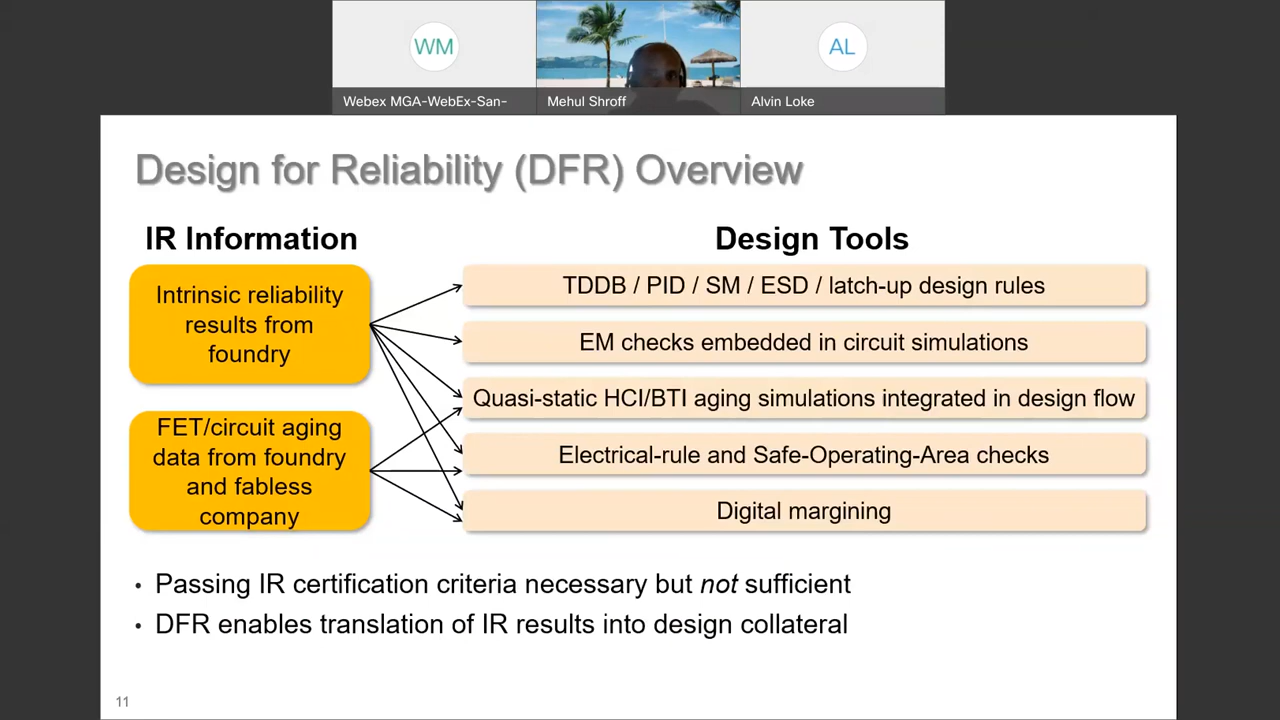 WM
AL
Webex MGA-WebEx-San-
Mehul Shroff
Alvin Loke
Design for Reliability (DFR) Overview
IR Information
Design Tools
Intrinsic reliability
results from
foundry
FET/circuit aging
data from foundry
and fabless
company
TDDB / PID / SM / ESD / latch-up design rules
EM checks embedded in circuit simulations
Quasi-static HCI/BTI aging simulations integrated in design flow
Electrical-rule and Safe-Operating-Area checks
Digital margining
• Passing IR certification criteria necessary but not sufficient
• DFR enables translation of IR results into design collateral
11